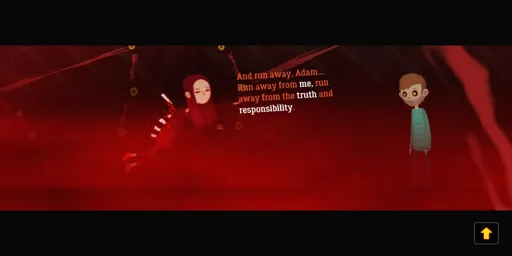 And run away, Adam...
Run away from me, run
away from the truth and
responsibility.